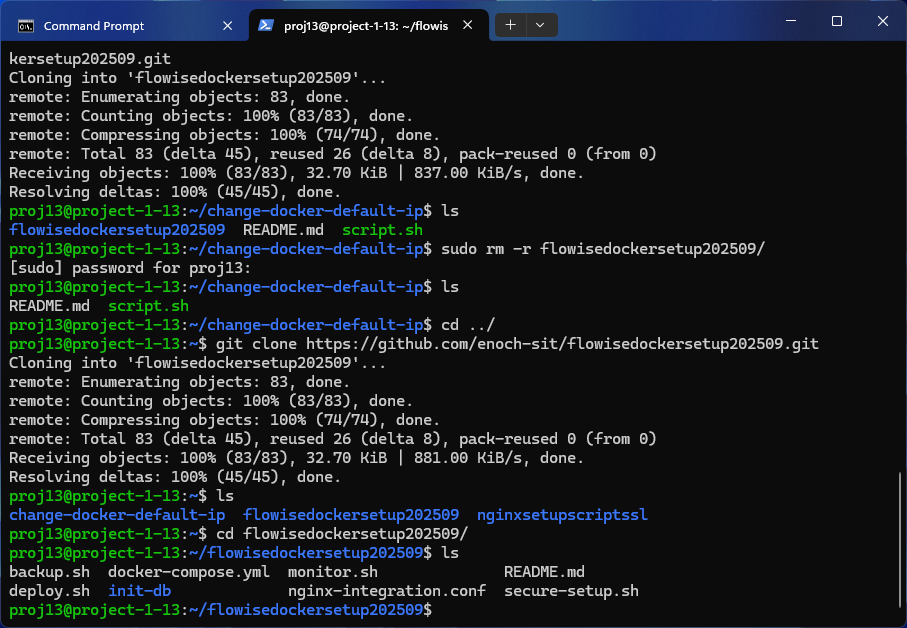 Command Prompt
proj13@project-1-13: ~/flowis
kersetup202509.git
Cloning into 'flowisedockersetup202509'...
remote: Enumerating objects: 83, done.
remote: Counting objects: 100% (83/83), done.
remote: Compressing objects: 100% (74/74), done.
remote: Total 83 (delta 45), reused 26 (delta 8), pack-reused 0 (from 0)
Receiving objects: 100% (83/83), 32.70 KiB | 837.00 KiB/s, done.
Resolving deltas: 100% (45/45), done.
proj13@project-1-13:~/change-docker-default-ip$ ls
flowisedockersetup202509  README.md  script.sh
proj13@project-1-13:~/change-docker-default-ip$ sudo rm -r flowisedockersetup202509/
[sudo] password for proj13:
proj13@project-1-13:~/change-docker-default-ip$ ls
README.md  script.sh
proj13@project-1-13:~/change-docker-default-ip$ cd ../
proj13@project-1-13:~$ git clone https://github.com/enoch-sit/flowisedockersetup202509.git
Cloning into 'flowisedockersetup202509'...
remote: Enumerating objects: 83, done.
remote: Counting objects: 100% (83/83), done.
remote: Compressing objects: 100% (74/74), done.
remote: Total 83 (delta 45), reused 26 (delta 8), pack-reused 0 (from 0)
Receiving objects: 100% (83/83), 32.70 KiB | 881.00 KiB/s, done.
Resolving deltas: 100% (45/45), done.
proj13@project-1-13:~$ ls
change-docker-default-ip  flowisedockersetup202509  nginxsetupscriptssl
proj13@project-1-13:~$ cd flowisedockersetup202509/
proj13@project-1-13:~/flowisedockersetup202509$ ls
backup.sh  docker-compose.yml  monitor.sh              README.md
deploy.sh  init-db             nginx-integration.conf  secure-setup.sh
proj13@project-1-13:~/flowisedockersetup202509$